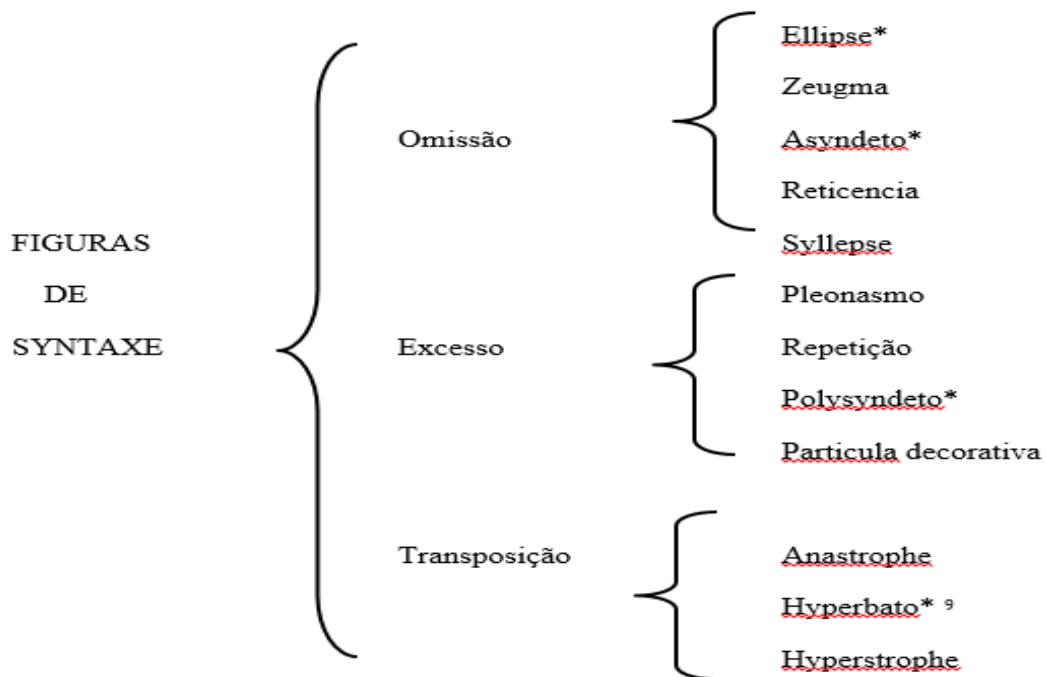 FIGURAS
DE
SYNTAXE
Omissão
Ellipse*
Zeugma
Asyndeto*
Reticencia
Syllepse
Excesso
Pleonasmo
Repetição
Polysyndeto*
Particula decorativa
Transposição
Anastrophe
Hyperbato* ⁹
Hyperstrophe